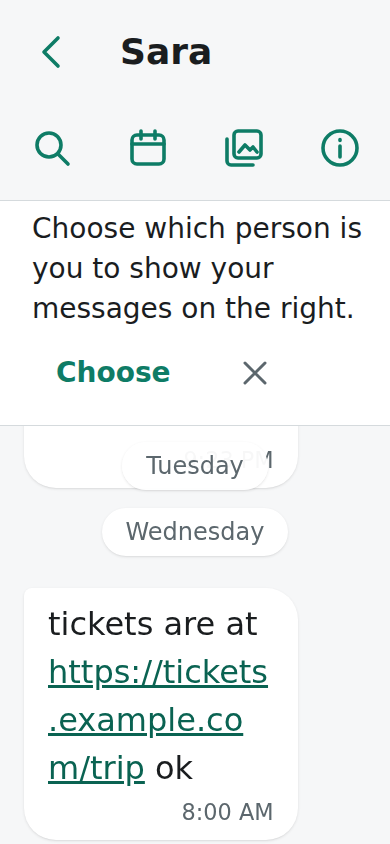 Sara
Choose which person is
you to show your
messages on the right.
Choose
Tuesday
Wednesday
tickets are at
https://tickets
.example.co
m/trip ok
8:00 AM